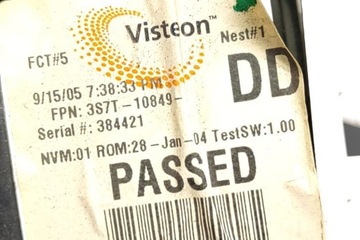 Visteon™
FCT#5
Nest#1
DD
9/15/05 7:38:33 PM
FPN: 3S7T-10849-
Serial #: 384421
NVM:01 ROM:28-Jan-04 TestSW:1.00
PASSED